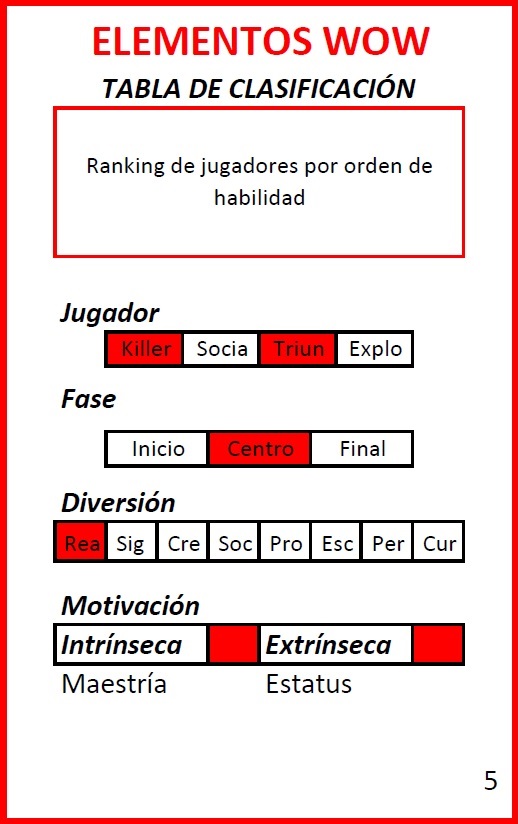 ELEMENTOS WOW
TABLA DE CLASIFICACIÓN
Ranking de jugadores por orden de
habilidad
Jugador
Killer Socia Triun Explo
Fase
Inicio Centro Final
Diversión
Rea Sig Cre Soc Pro Esc Per Cur
Motivación
Intrínseca Extrínseca
Maestría Estatus
5